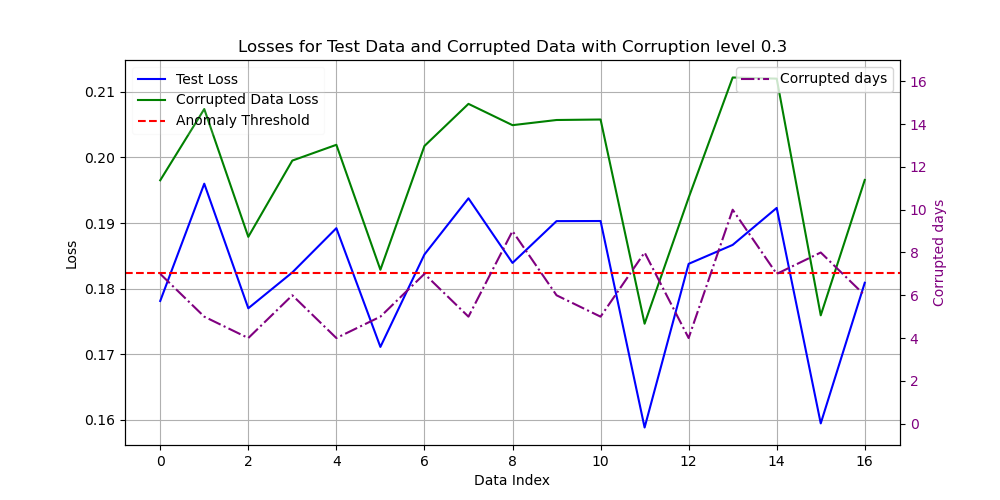 Losses for Test Data and Corrupted Data with Corruption level 0.3
Test Loss
Corrupted Data Loss
Anomaly Threshold
Corrupted days
0.21
0.20
0.19
0.18
0.17
0.16
Loss
16
14
12
10
8
6
4
2
0
Corrupted days
0 2 4 6 8 10 12 14 16
Data Index